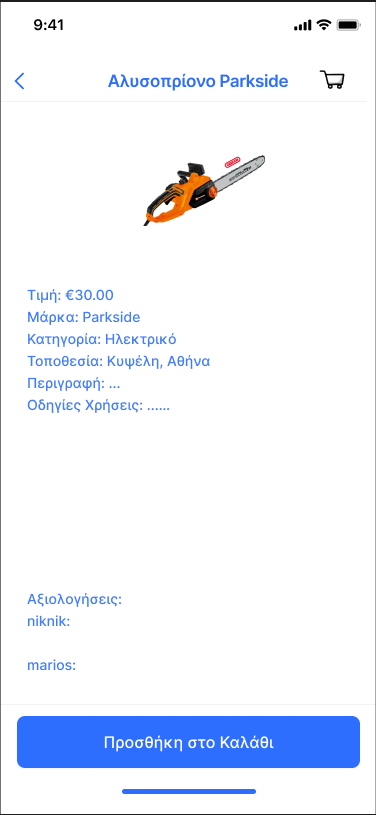 9:41
Αλυσοπρίονο Parkside
Τιμή: €30.00
Μάρκα: Parkside
Κατηγορία: Ηλεκτρικό
Τοποθεσία: Κυψέλη, Αθήνα
Περιγραφή: ...
Οδηγίες Χρήσεις: ......
Αξιολογήσεις:
niknik:
marios:
Προσθήκη στο Καλάθι